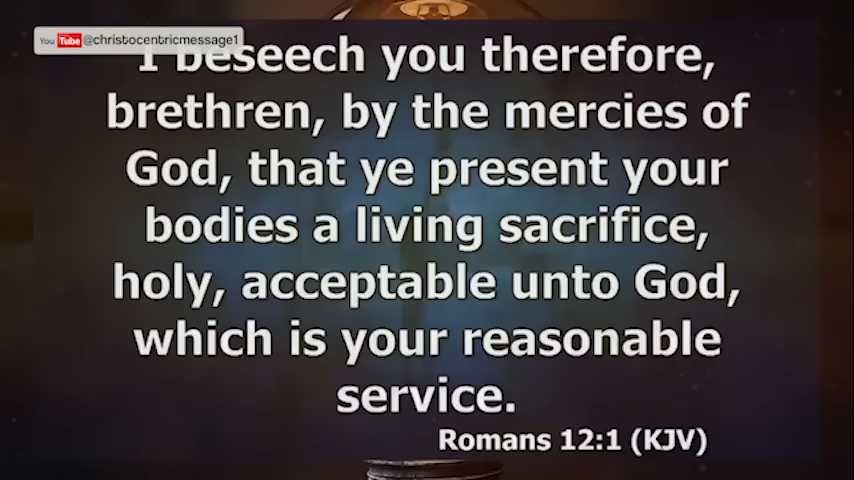 You Tube @christocentricmessage1
I beseech you therefore,
brethren, by the mercies of
God, that ye present your
bodies a living sacrifice,
holy, acceptable unto God,
which is your reasonable
service.
Romans 12:1 (KJV)